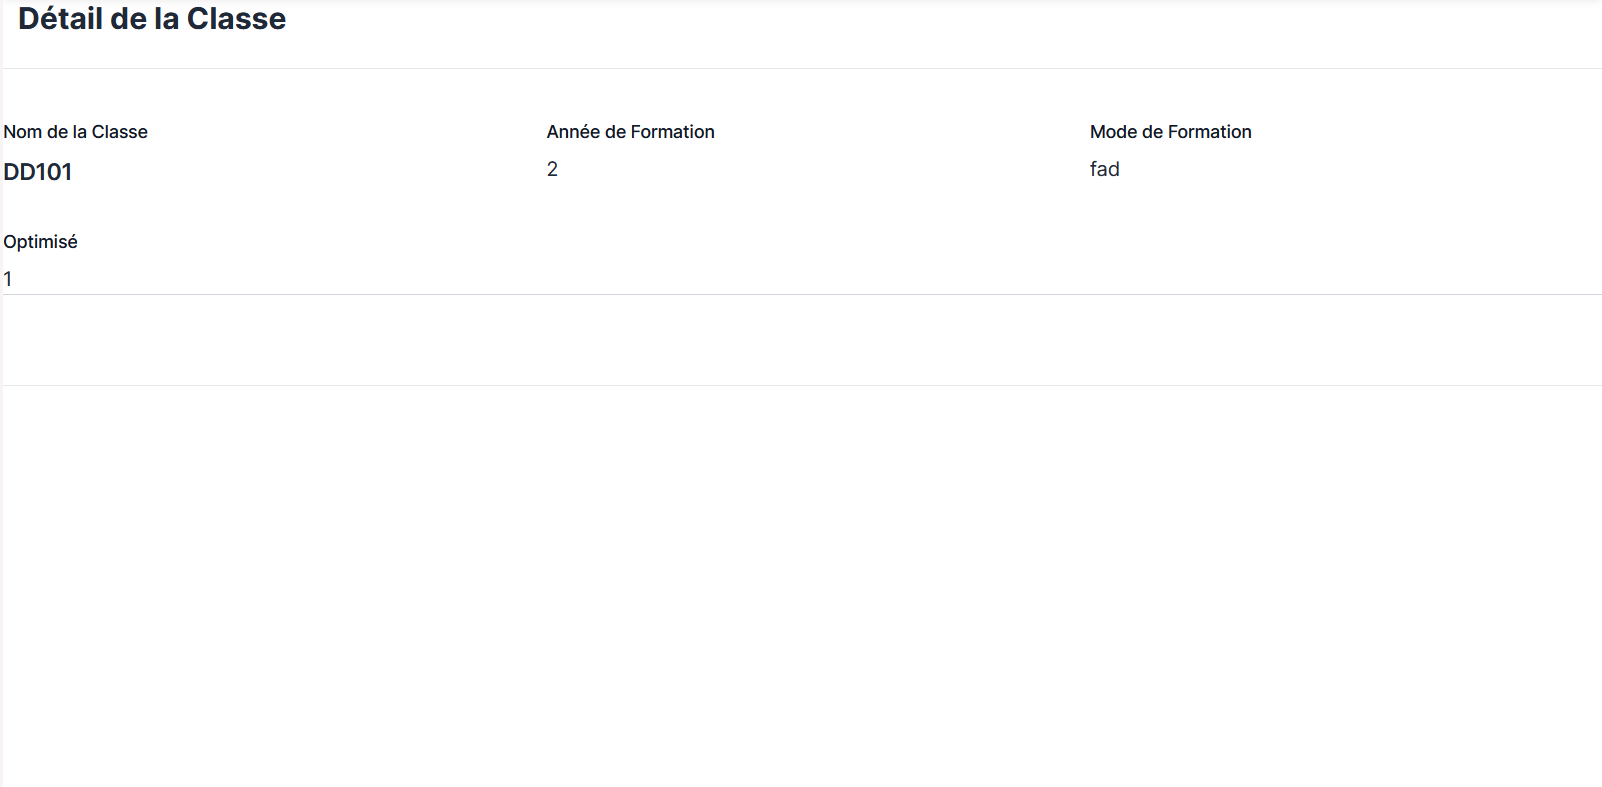 Détail de la Classe
Nom de la Classe
Année de Formation
Mode de Formation
DD101
2
fad
Optimisé
1